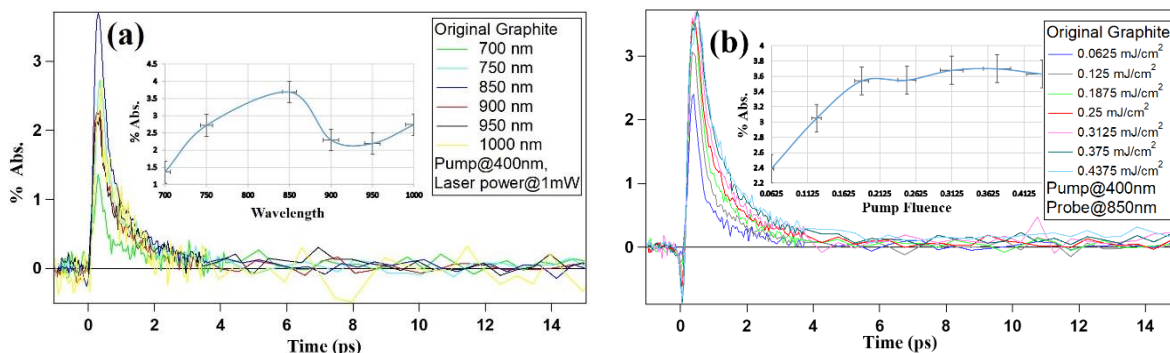 (a)
Original Graphite
700 nm
750 nm
850 nm
900 nm
950 nm
1000 nm
Pump@400nm,
Laser power@1mW
% Abs.
3
2
1
0
0 2 4 6 8 10 12 14
Time (ps)
% Abs.
4.5
4
3.5
3
2.5
2
1.5
1
700 750 800 850 900 950 1000
Wavelength
(b)
Original Graphite
0.0625 mJ/cm2
0.125 mJ/cm2
0.1875 mJ/cm2
0.25 mJ/cm2
0.3125 mJ/cm2
0.375 mJ/cm2
0.4375 mJ/cm2
Pump@400nm
Probe@850nm
3
2
1
0
0 2 4 6 8 10 12 14
Time (ps)
% Abs.
4
3.8
3.6
3.4
3.2
3
2.8
2.6
2.4
2.2
0.0625 0.1125 0.1625 0.2125 0.2625 0.3125 0.3625 0.4125
Pump Fluence